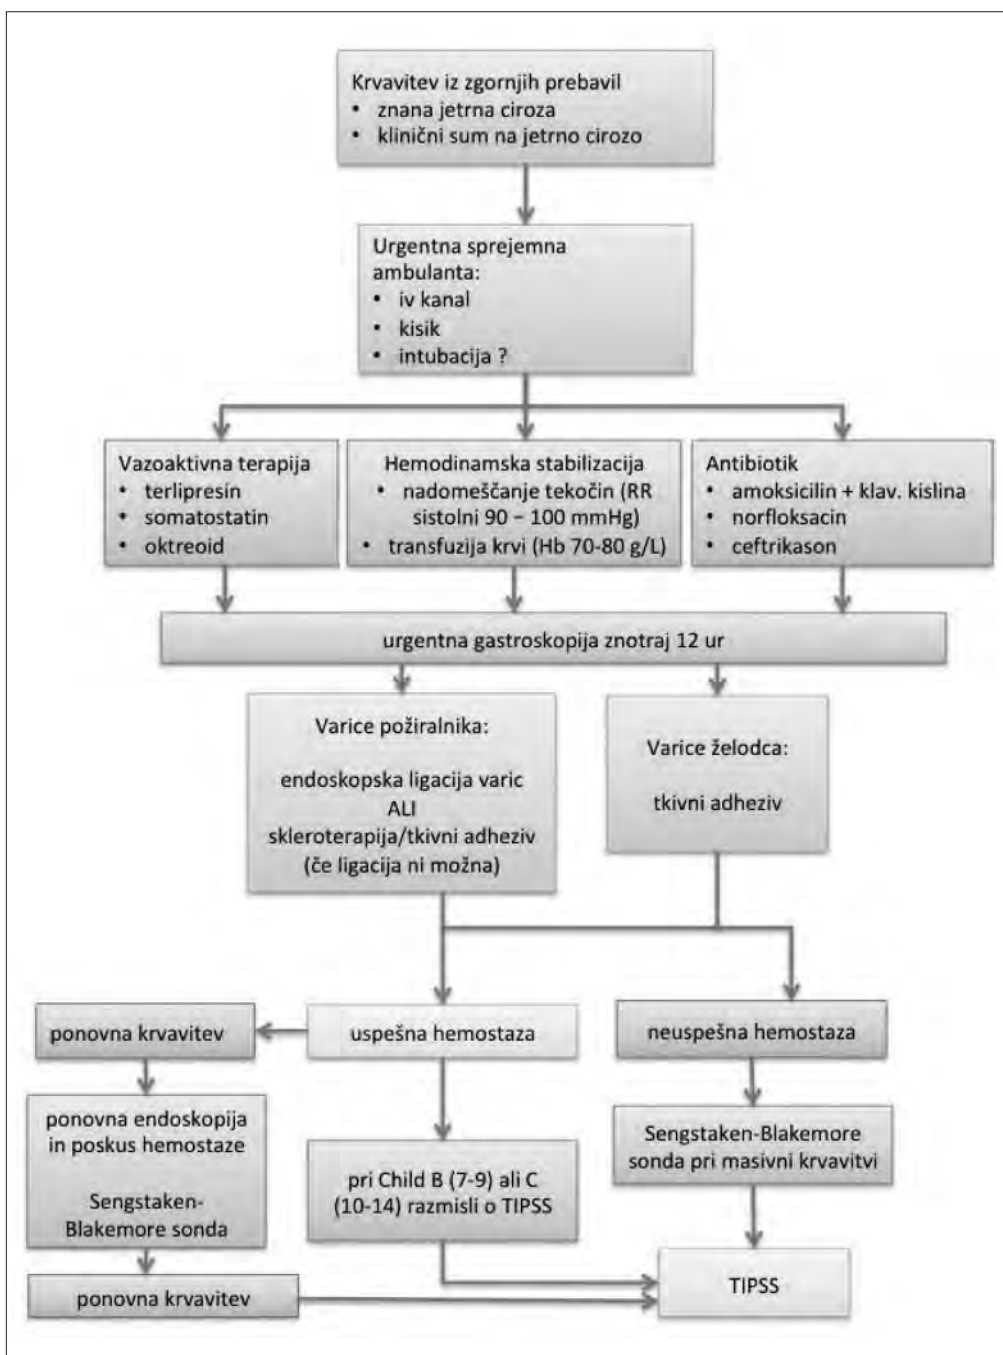 Krvavitev iz zgornjih prebavil
• znana jetrna ciroza
• klinični sum na jetrno cirozo
Urgentna sprejemna
ambulanta:
• iv kanal
• kisik
• intubacija ?
Vazoaktivna terapija
• terlipresin
• somatostatin
• oktreoid
Hemodinamska stabilizacija
• nadomeščanje tekočin (RR
sistolni 90 – 100 mmHg)
• transfuzija krvi (Hb 70-80 g/L)
Antibiotik
• amoksicilin + klav. kislina
• norfloksacin
• ceftrikason
urgentna gastroskopija znotraj 12 ur
Varice požiralnika:
endoskopska ligacija varic
ALI
skleroterapija/tkivni adheziv
(če ligacija ni možna)
Varice želodca:
tkivni adheziv
ponovna krvavitev
uspešna hemostaza
neuspešna hemostaza
ponovna endoskopija
in poskus hemostaze
Sengstaken-
Blakemore sonda
pri Child B (7-9) ali C
(10-14) razmisli o TIPSS
Sengstaken-Blakemore
sonda pri masivni krvavitvi
ponovna krvavitev
TIPSS